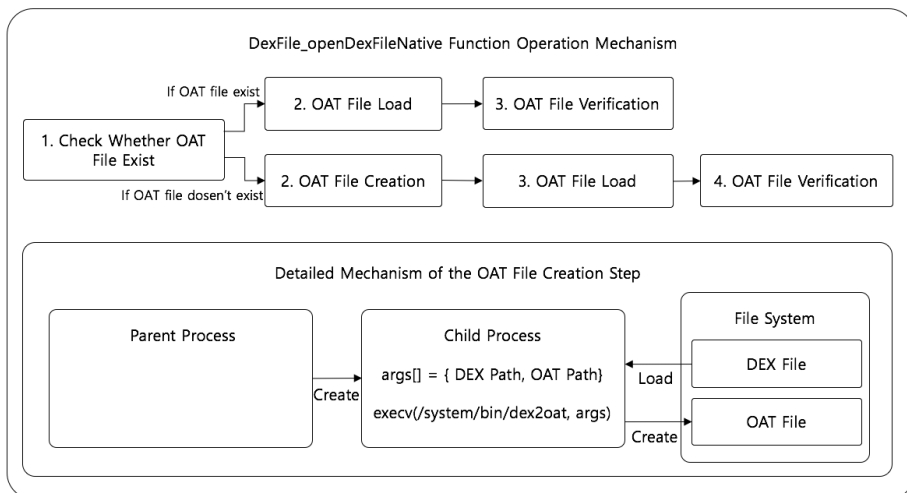 DexFile_openDexFileNative Function Operation Mechanism
If OAT file exist
2. OAT File Load
3. OAT File Verification
1. Check Whether OAT
File Exist
If OAT file dosen't exist
2. OAT File Creation
3. OAT File Load
4. OAT File Verification
Detailed Mechanism of the OAT File Creation Step
Parent Process
Create
Child Process
args[] = { DEX Path, OAT Path}
execv(/system/bin/dex2oat, args)
Load
Create
File System
DEX File
OAT File